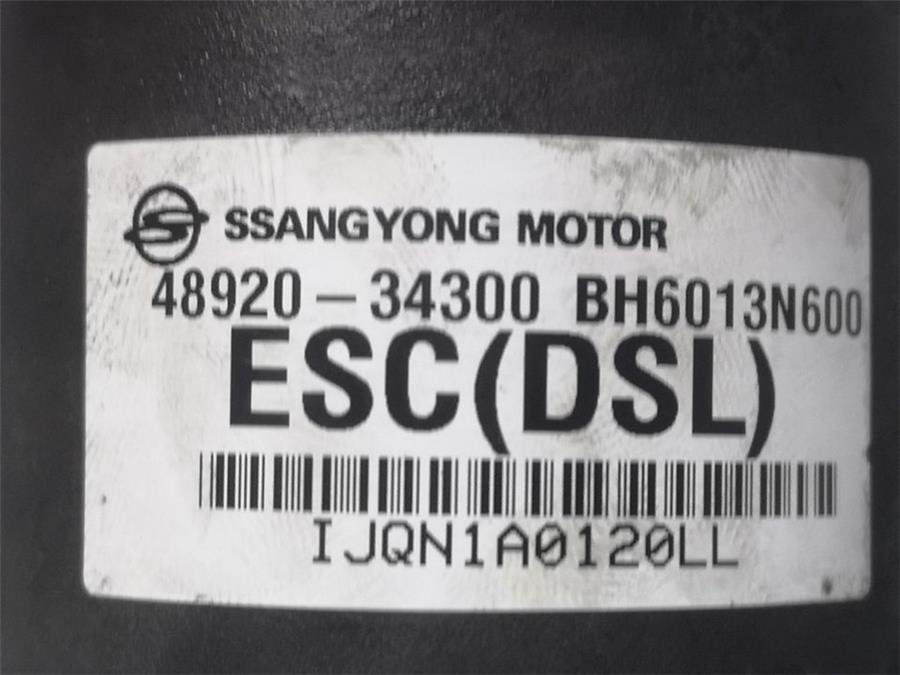 SSANGYONG MOTOR
48920-34300 BH6013N600
ESC(DSL)
IJQN1A0120LL